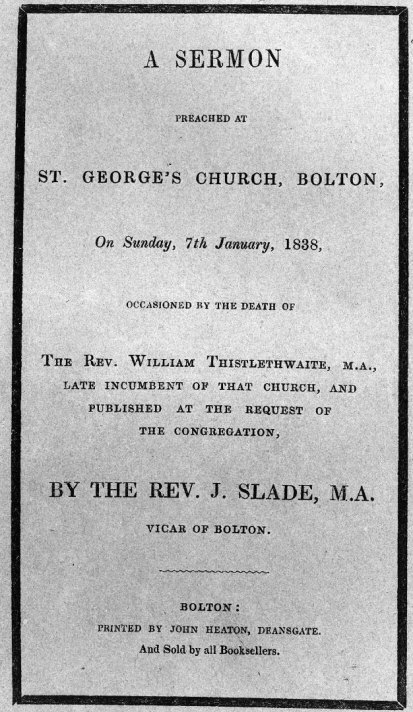 A SERMON
PREACHED AT
ST. GEORGE'S CHURCH, BOLTON,
On Sunday, 7th January, 1838,
OCCASIONED BY THE DEATH OF
THE REV. WILLIAM THISTLETHWAITE, M.A.,
LATE INCUMBENT OF THAT CHURCH, AND
PUBLISHED AT THE REQUEST OF
THE CONGREGATION,
BY THE REV. J. SLADE, M.A.
VICAR OF BOLTON.
BOLTON:
PRINTED BY JOHN HEATON, DEANSGATE.
And Sold by all Booksellers.